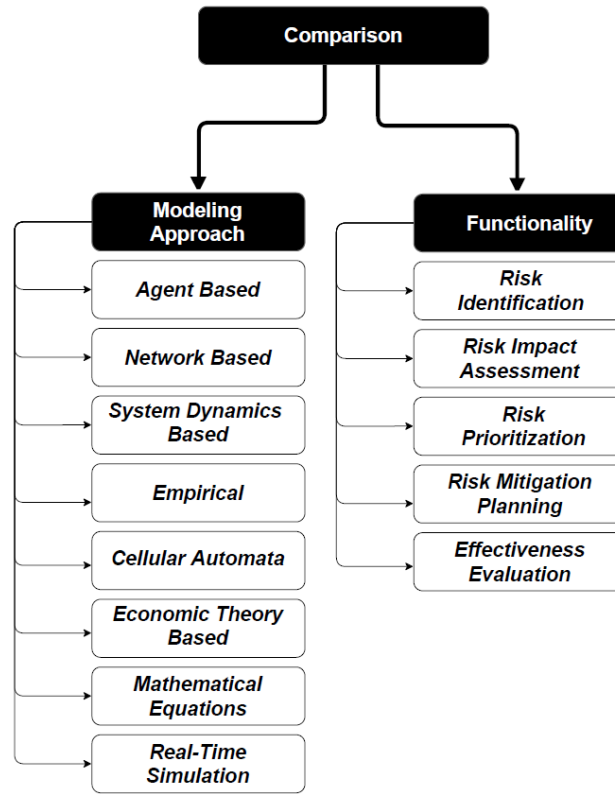 Comparison
Modeling
Approach
Agent Based
Network Based
System Dynamics
Based
Empirical
Cellular Automata
Economic Theory
Based
Mathematical
Equations
Real-Time
Simulation
Functionality
Risk
Identification
Risk Impact
Assessment
Risk
Prioritization
Risk Mitigation
Planning
Effectiveness
Evaluation